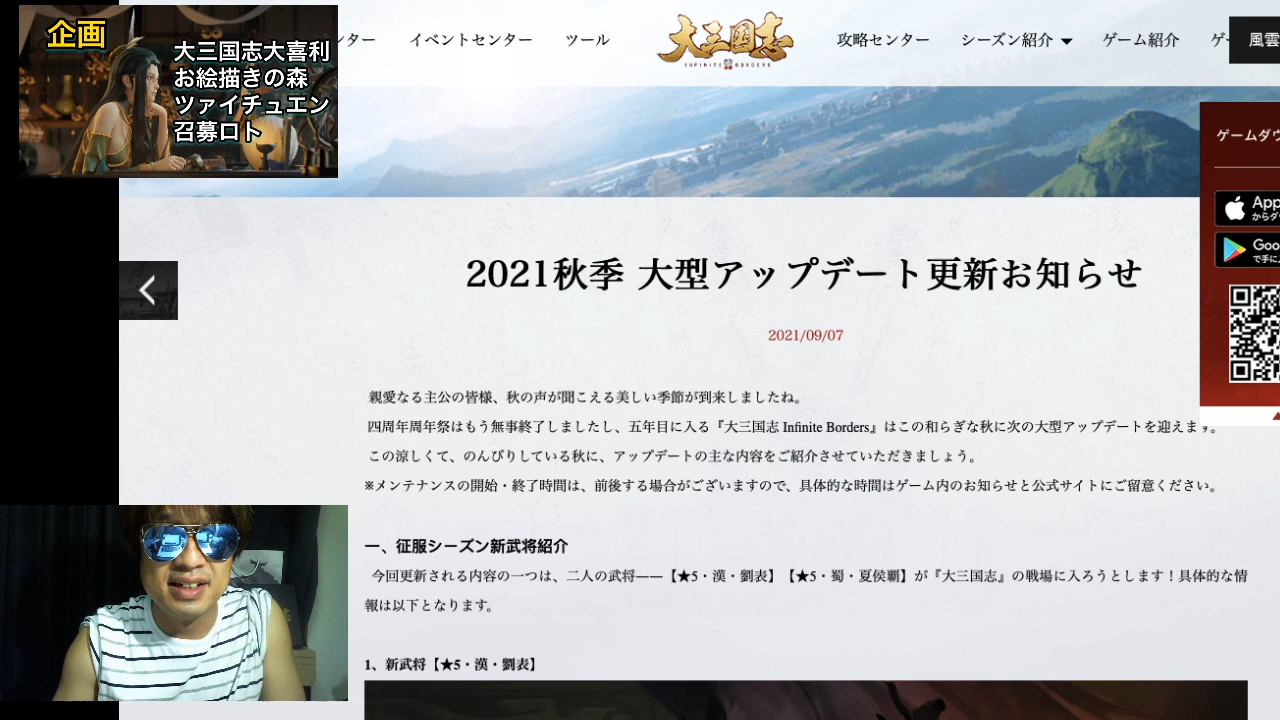 企画
大三国志大喜利
お絵描きの森
ツァイチュエン
召募ロト
ンター
イベントセンター
ツール
大三国志
INFINITE BORDERS
攻略センター
シーズン紹介
ゲーム紹介
ゲ
風雲
ゲームダウ
App
からダ
Goo
で手に
2021秋季 大型アップデート更新お知らせ
2021/09/07
親愛なる主公の皆様、秋の声が聞こえる美しい季節が到来しましたね。
四周年周年祭はもう無事終了しましたし、五年目に入る『大三国志 Infinite Borders』はこの和らぎな秋に次の大型アップデートを迎えます。
この涼しくて、のんびりしている秋に、アップデートの主な内容をご紹介させていただきましょう。
※メンテナンスの開始・終了時間は、前後する場合がございますので、具体的な時間はゲーム内のお知らせと公式サイトにご留意ください。
一、征服シーズン新武将紹介
今回更新される内容の一つは、二人の武将——【★5・漢・劉表】【★5・蜀・夏侯覇】が『大三国志』の戦場に入ろうとします！具体的な情
報は以下となります。
1、新武将【★5・漢・劉表】